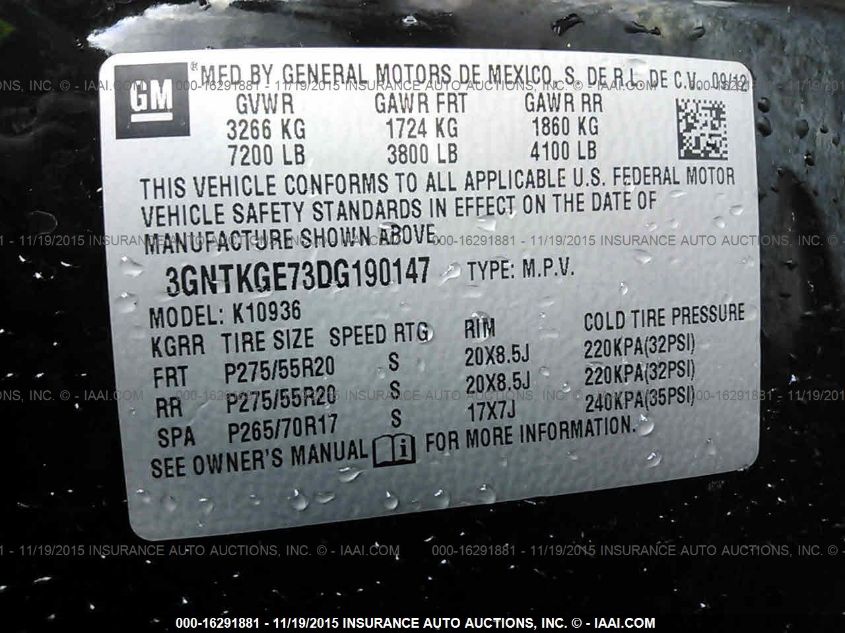 GM ® MFD BY GENERAL MOTORS DE MEXICO, S. DE R.L. DE C.V. 09/12
GVWR GAWR FRT GAWR RR
3266 KG 1724 KG 1860 KG
7200 LB 3800 LB 4100 LB
THIS VEHICLE CONFORMS TO ALL APPLICABLE U.S. FEDERAL MOTOR
VEHICLE SAFETY STANDARDS IN EFFECT ON THE DATE OF
MANUFACTURE SHOWN ABOVE.
3GNTKGE73DG190147 TYPE: M.P.V.
MODEL: K10936
KGRR TIRE SIZE SPEED RTG RIM COLD TIRE PRESSURE
FRT P275/55R20 S 20X8.5J 220KPA(32PSI)
RR P275/55R20 S 20X8.5J 220KPA(32PSI)
SPA P265/70R17 S 17X7J 240KPA(35PSI)
SEE OWNER'S MANUAL i FOR MORE INFORMATION.
000-16291881 - 11/19/2015 INSURANCE AUTO AUCTIONS, INC. © - IAAI.COM